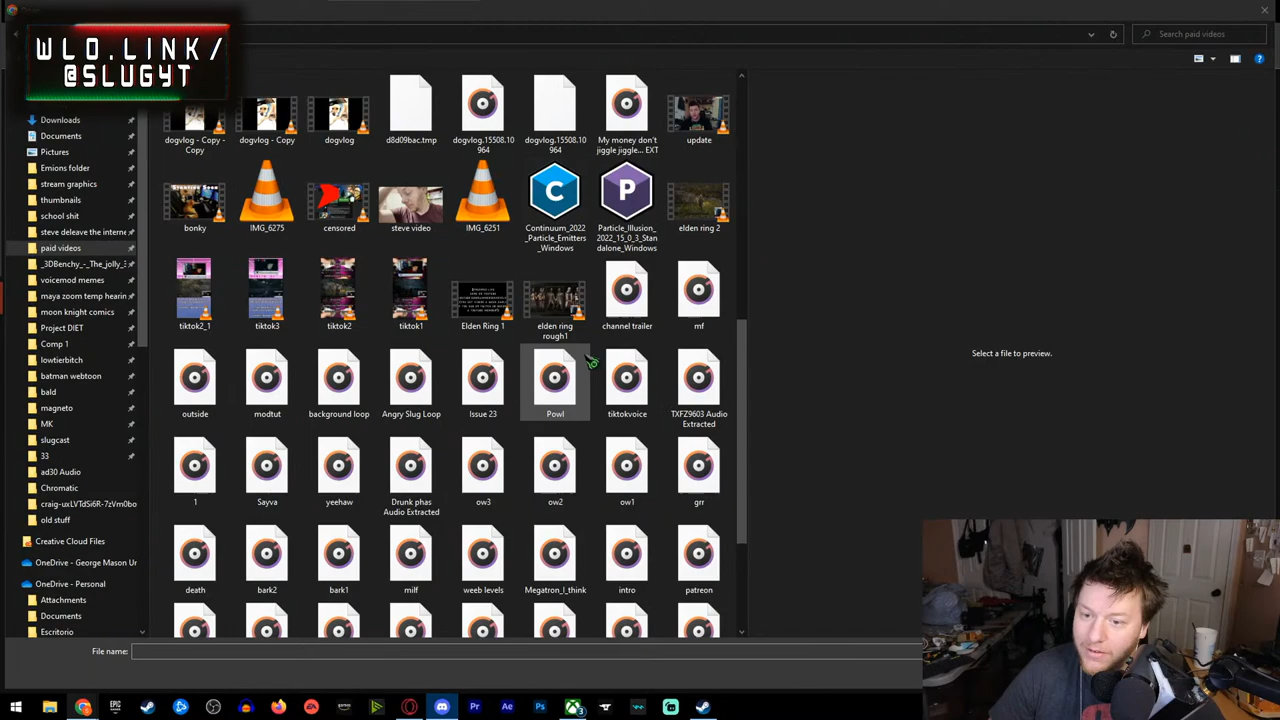 WLO.LINK/
@SLUGYT
Search paid videos
Downloads
Documents
Pictures
Emions folder
stream graphics
thumbnails
school shit
steve deleave the interne
paid videos
_3DBenchy_-_The_jolly_3
voicemod memes
maya zoom temp hearin
moon knight comics
Project DIET
Comp 1
lowtierbitch
batman webtoon
bald
magneto
MK
slugcast
33
ad30 Audio
Chromatic
craig-uxLVTdSi6R-7zVm0bo
old stuff
Creative Cloud Files
OneDrive - George Mason Ur
OneDrive - Personal
Attachments
Documents
Escritorio
dogvlog - Copy -
Copy
dogvlog - Copy
dogvlog
d8d09bac.tmp
dogvlog.15508.10
964
dogvlog.15508.10
964
My money don't
jiggle jiggle... EXT
update
bonky
IMG_6275
censored
steve video
IMG_6251
Continuum_2022
_Particle_Emitters
_Windows
Particle_Illusion_
2022_15_0_3_Stan
dalone_Windows
elden ring 2
tiktok2_1
tiktok3
tiktok2
tiktok1
Elden Ring 1
elden ring
rough1
channel trailer
mf
outside
modtut
background loop
Angry Slug Loop
Issue 23
Powl
tiktokvoice
TXFZ9603 Audio
Extracted
1
Sayva
yeehaw
Drunk phas
Audio Extracted
ow3
ow2
ow1
grr
death
bark2
bark1
milf
weeb levels
Megatron_I_think
intro
patreon
Select a file to preview.
File name: